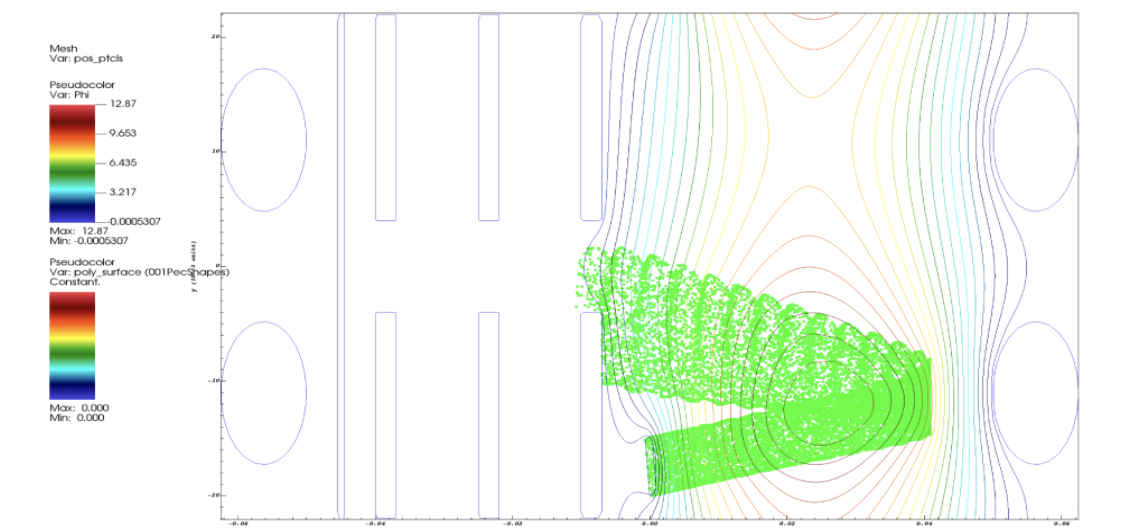 Mesh
Var: pos_ptcls
Pseudocolor
Var: Phi
12.87
9.653
6.435
3.217
-0.0005307
Max: 12.87
Min: -0.0005307
Pseudocolor
Var: poly_surface (001PecShapes)
Constant.
Max: 0.000
Min: 0.000
20
10
0
-10
-20
-0.06
-0.04
-0.02
0.00
0.02
0.04
0.06